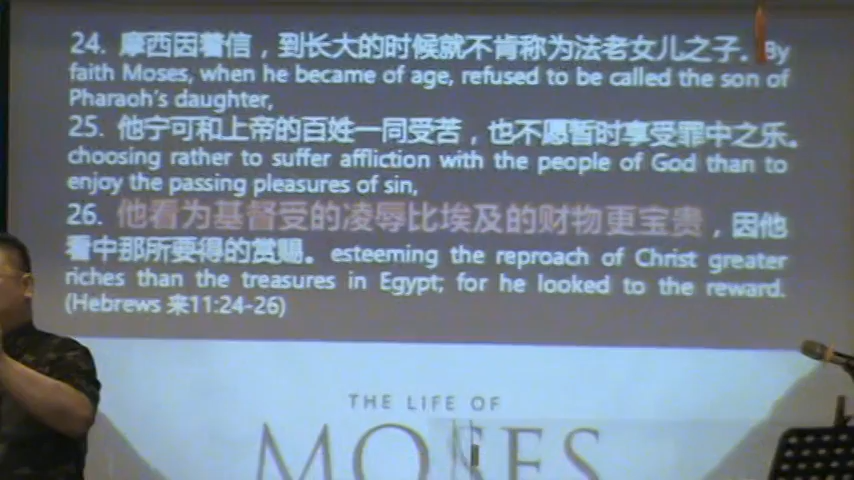 24. 摩西因着信，到长大的时候就不肯称为法老女儿之子. By
faith Moses, when he became of age, refused to be called the son of
Pharaoh's daughter,
25. 他宁可和上帝的百姓一同受苦，也不愿暂时享受罪中之乐。
choosing rather to suffer affliction with the people of God than to
enjoy the passing pleasures of sin,
26. 他看为基督受的凌辱比埃及的财物更宝贵，因他
看中那所要得的赏赐。esteeming the reproach of Christ greater
riches than the treasures in Egypt; for he looked to the reward.
(Hebrews 来11:24-26)
THE LIFE OF
MOSES